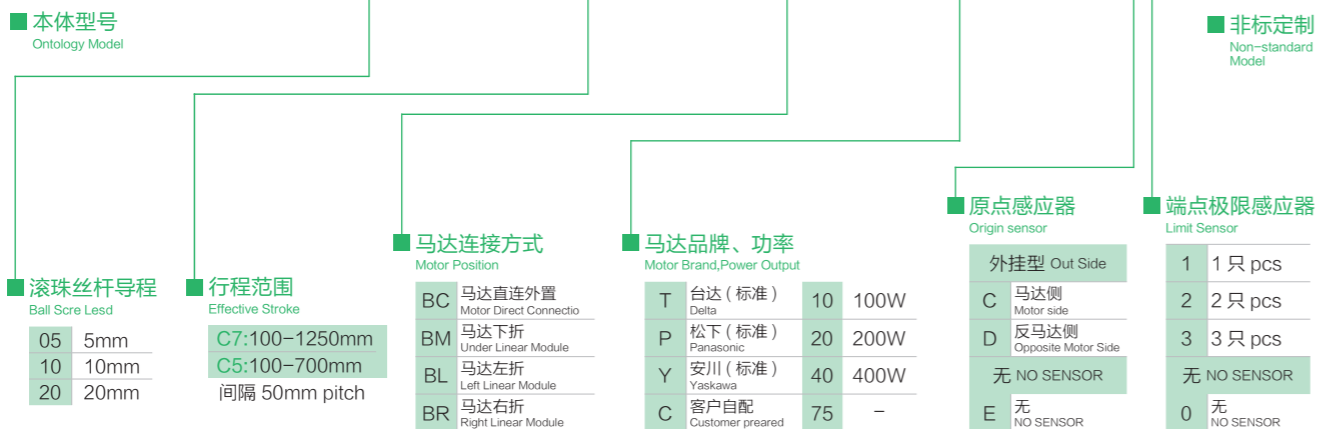 本体型号
Ontology Model
非标定制
Non-standard
Model
滚珠丝杆导程
Ball Scre Lesd
05 5mm
10 10mm
20 20mm
行程范围
Effective Stroke
C7:100-1250mm
C5:100-700mm
间隔 50mm pitch
马达连接方式
Motor Position
BC 马达直连外置
Motor Direct Connectio
BM 马达下折
Under Linear Module
BL 马达左折
Left Linear Module
BR 马达右折
Right Linear Module
马达品牌、功率
Motor Brand,Power Output
T 台达 ( 标准 ) 10 100W
Delta
P 松下 ( 标准 ) 20 200W
Panasonic
Y 安川 ( 标准 ) 40 400W
Yaskawa
C 客户自配 75 -
Customer preared
原点感应器
Origin sensor
外挂型 Out Side
C 马达侧
Motor side
D 反马达侧
Opposite Motor Side
无 NO SENSOR
E 无
NO SENSOR
端点极限感应器
Limit Sensor
1 1 只 pcs
2 2 只 pcs
3 3 只 pcs
无 NO SENSOR
0 无
NO SENSOR